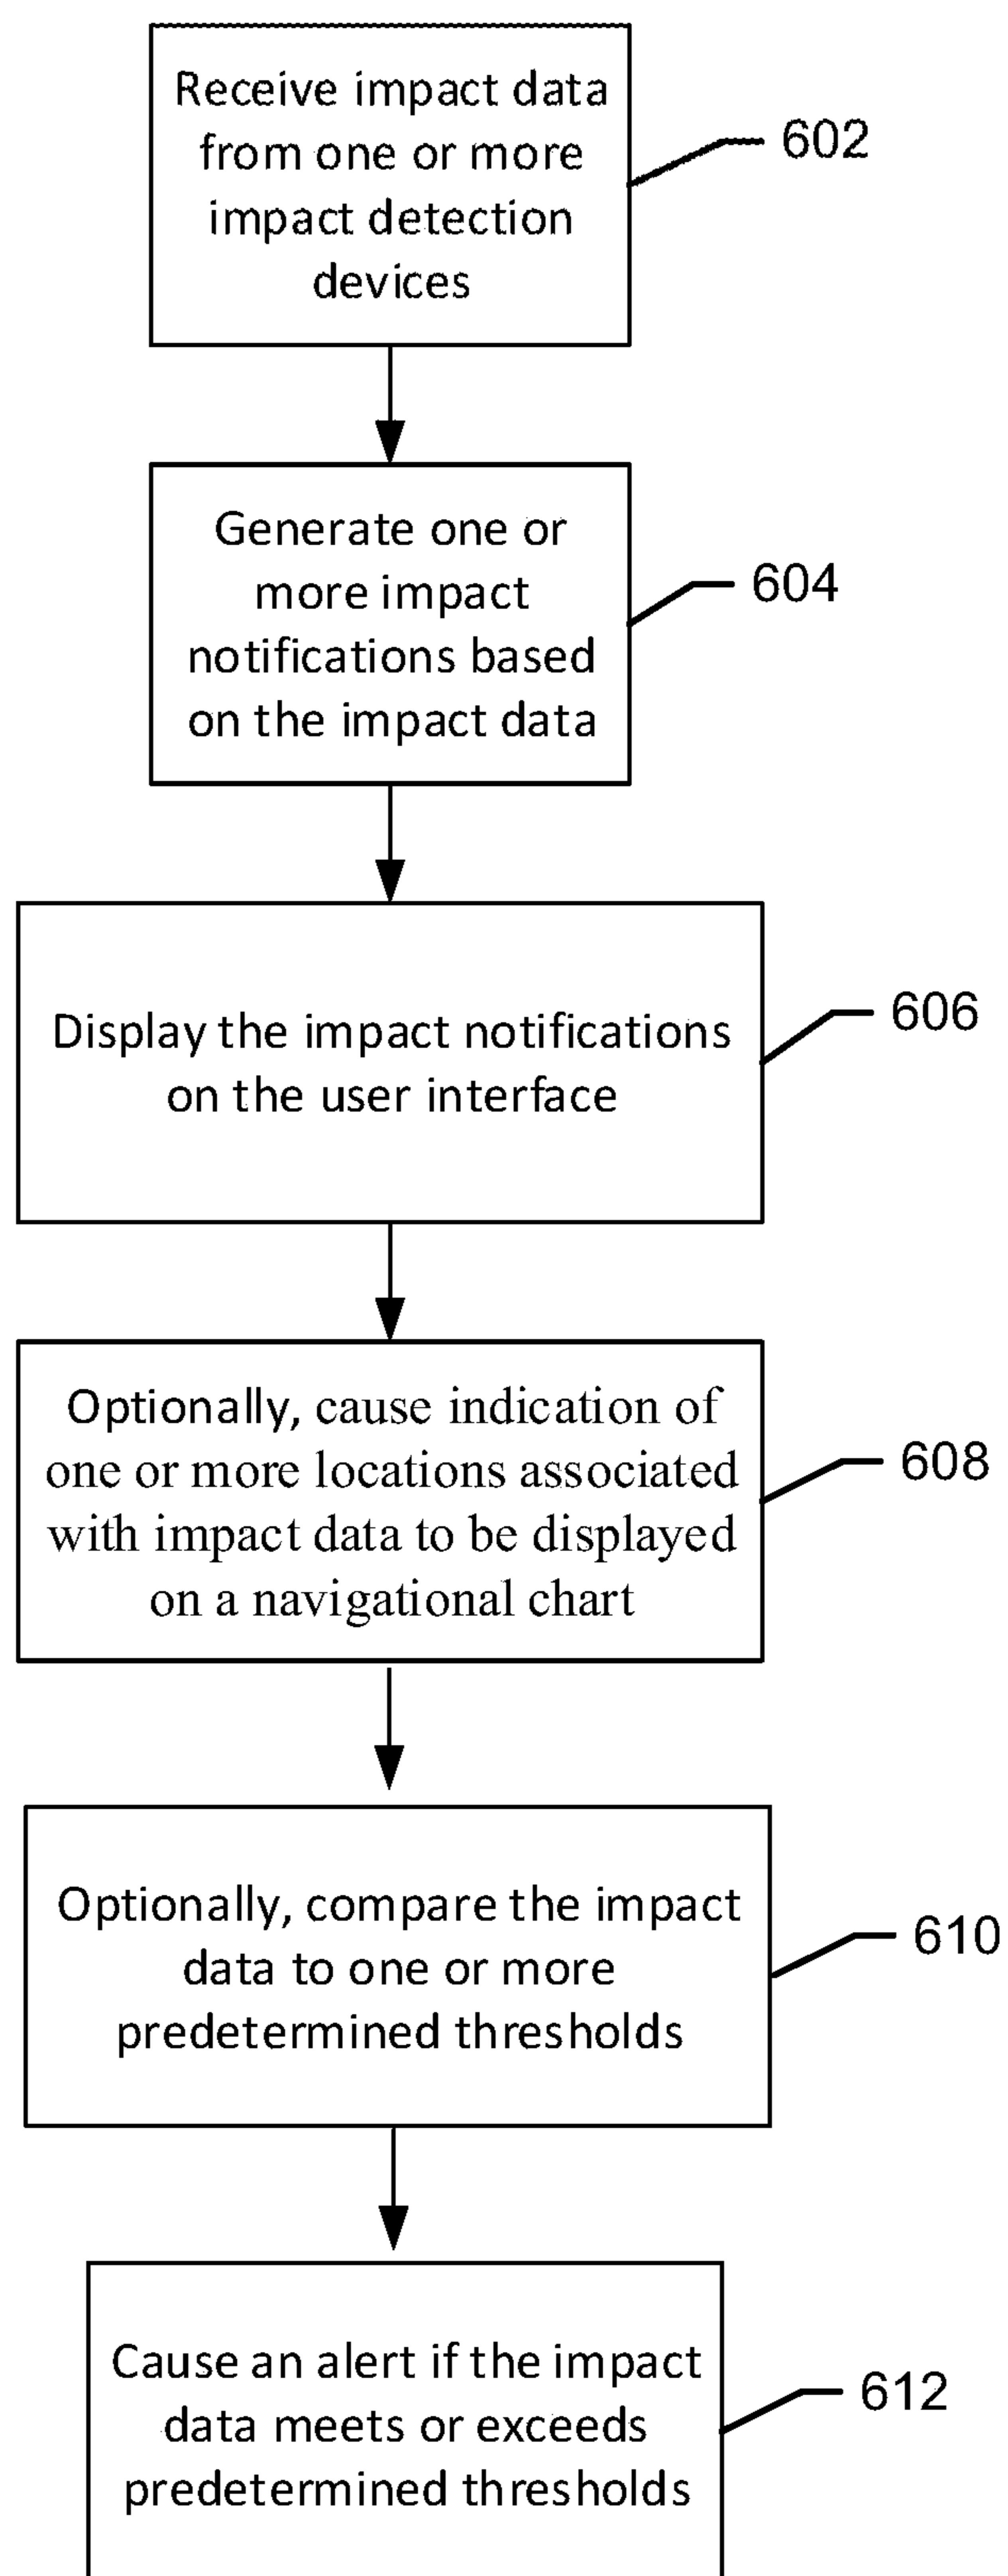 Receive impact data
from one or more
impact detection
devices
602
Generate one or
more impact
notifications based
on the impact data
604
Display the impact notifications
on the user interface
606
Optionally, cause indication of
one or more locations associated
with impact data to be displayed
on a navigational chart
608
Optionally, compare the impact
data to one or more
predetermined thresholds
610
Cause an alert if the impact
data meets or exceeds
predetermined thresholds
612